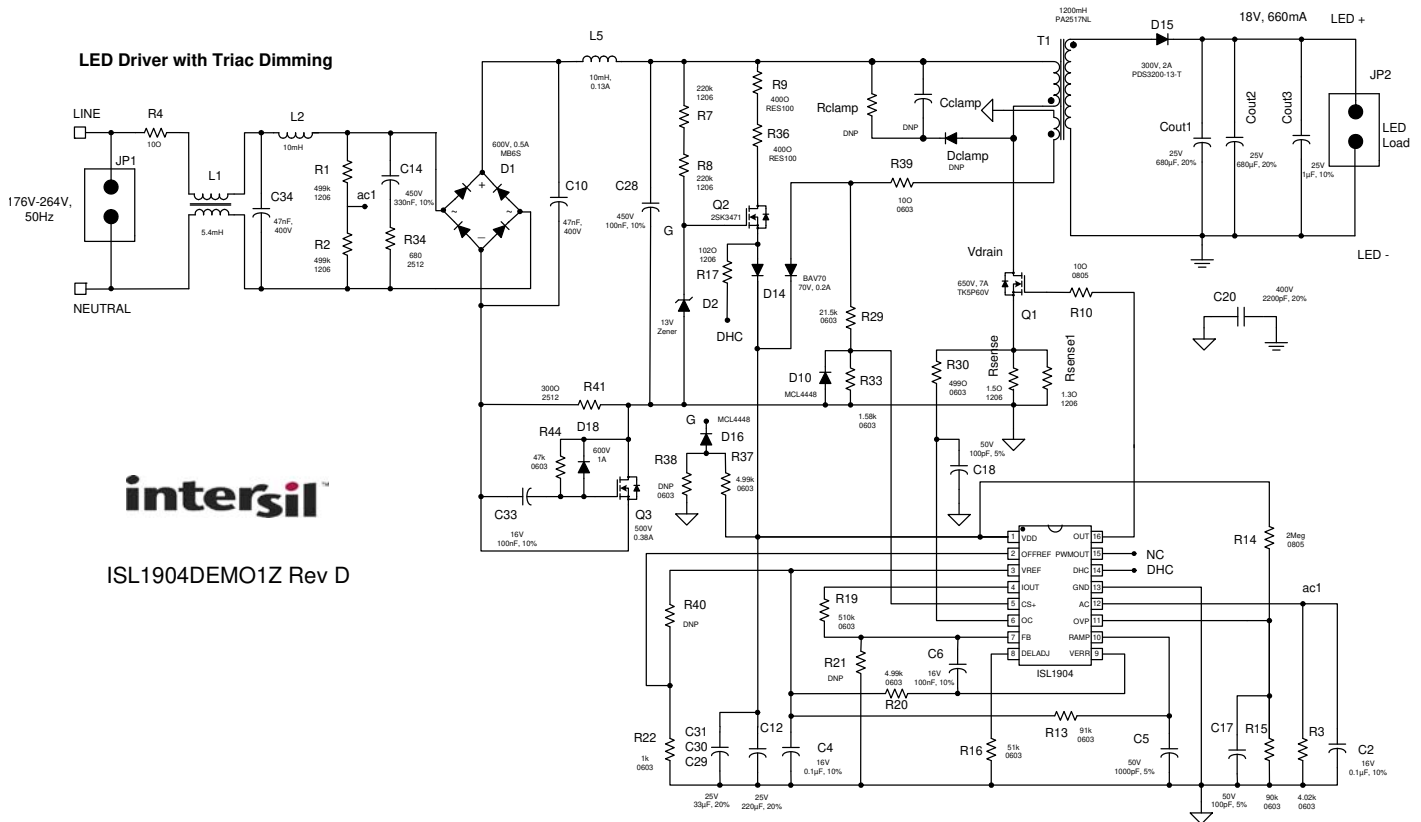 LED Driver with Triac Dimming
LINE
R4
10O
JP1
176V-264V,
50Hz
NEUTRAL
L1
5.4mH
C34
47nF,
400V
L2
10mH
R1
499k
1206
ac1
R2
499k
1206
C14
450V
330nF, 10%
R34
680
2512
600V, 0.5A
MB6S
D1
+
~
~
–
C10
47nF,
400V
L5
10mH,
0.13A
C28
450V
100nF, 10%
220k
1206
R7
R8
220k
1206
R9
400O
RES100
R36
400O
RES100
Q2
2SK3471
G
102O
1206
R17
D2
13V
Zener
DHC
D14
BAV70
70V, 0.2A
Rclamp
DNP
Cclamp
DNP
Dclamp
DNP
R39
10O
0603
1200mH
PA2517NL
T1
D15
300V, 2A
PDS3200-13-T
18V, 660mA
LED +
JP2
LED
Load
Cout1
25V
680µF, 20%
Cout2
25V
680µF, 20%
Cout3
25V
1µF, 10%
LED -
C20
400V
2200pF, 20%
Vdrain
650V, 7A
TK5P60V
Q1
10O
0805
R10
R29
21.5k
0603
D10
MCL4448
R33
1.58k
0603
R30
499O
0603
Rsense
1.5O
1206
Rsense1
1.3O
1206
50V
100pF, 5%
C18
300O
2512
R41
R44
47k
0603
D18
600V
1A
C33
16V
100nF, 10%
Q3
500V
0.38A
G
MCL4448
D16
R38
DNP
0603
R37
4.99k
0603
intersil™
ISL1904DEMO1Z Rev D
1 VDD OUT 16
2 OFFREF PWMOUT 15 NC
3 VREF DHC 14 DHC
4 IOUT GND 13
5 CS+ AC 12
6 OC OVP 11
7 FB RAMP 10
8 DELADJ VERR 9
ISL1904
ac1
R14
2Meg
0805
R40
DNP
R19
510k
0603
R21
DNP
C6
16V
100nF, 10%
4.99k
0603
R20
R22
1k
0603
C31
C30
C29
25V
33µF, 20%
C12
25V
220µF, 20%
C4
16V
0.1µF, 10%
R16
51k
0603
R13
91k
0603
C5
50V
1000pF, 5%
C17
50V
100pF, 5%
R15
90k
0603
R3
4.02k
0603
C2
16V
0.1µF, 10%